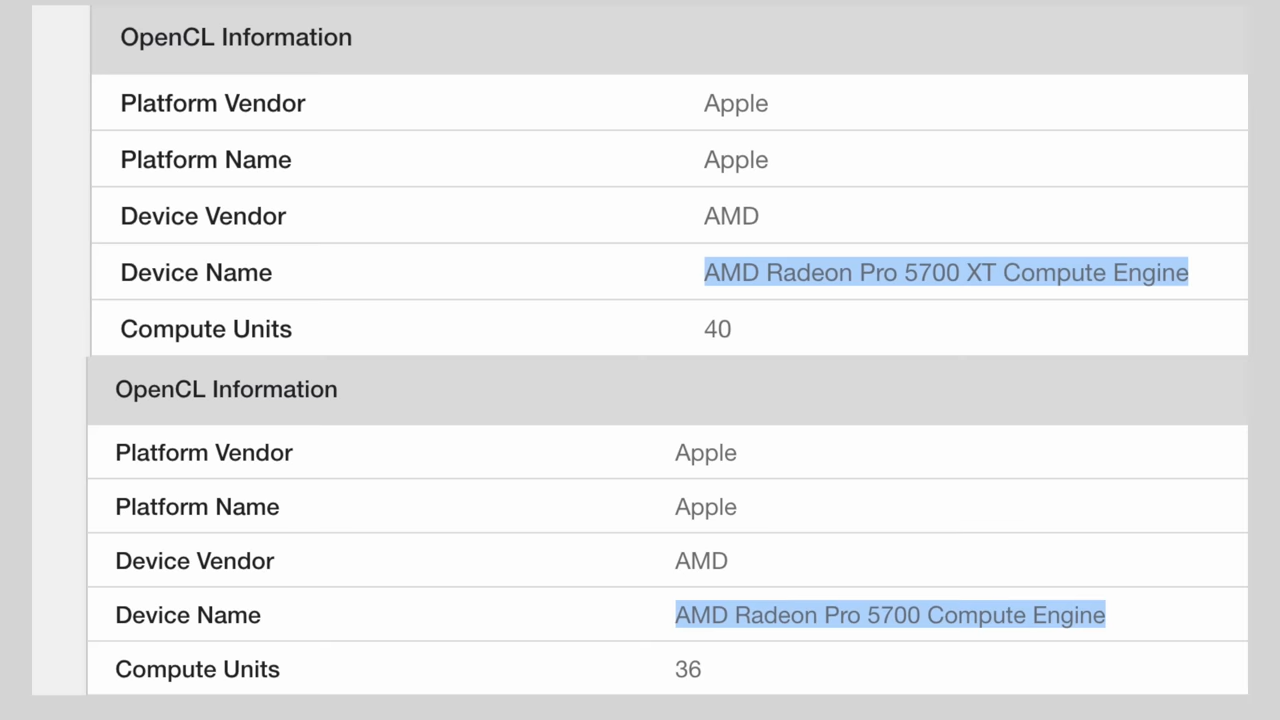 OpenCL Information
Platform Vendor Apple
Platform Name Apple
Device Vendor AMD
Device Name AMD Radeon Pro 5700 XT Compute Engine
Compute Units 40
OpenCL Information
Platform Vendor Apple
Platform Name Apple
Device Vendor AMD
Device Name AMD Radeon Pro 5700 Compute Engine
Compute Units 36